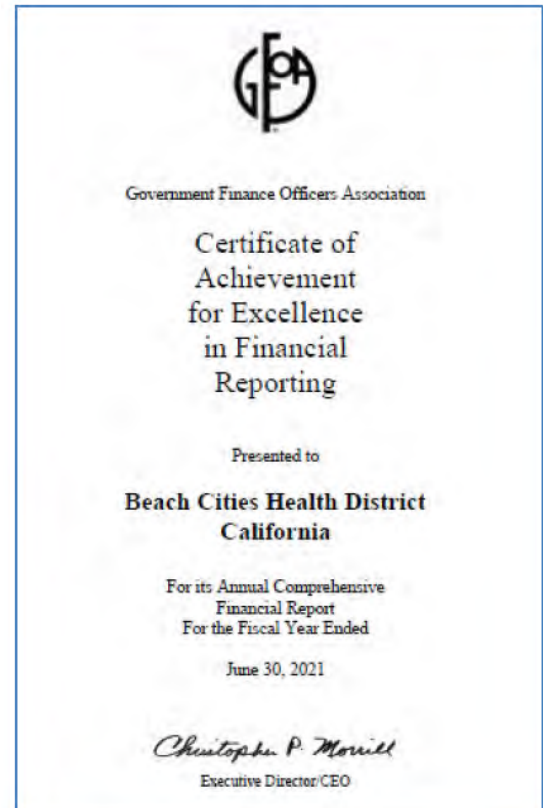 GFOA
Government Finance Officers Association
Certificate of
Achievement
for Excellence
in Financial
Reporting
Presented to
Beach Cities Health District
California
For its Annual Comprehensive
Financial Report
For the Fiscal Year Ended
June 30, 2021
Christopher P. Morrill
Executive Director/CEO